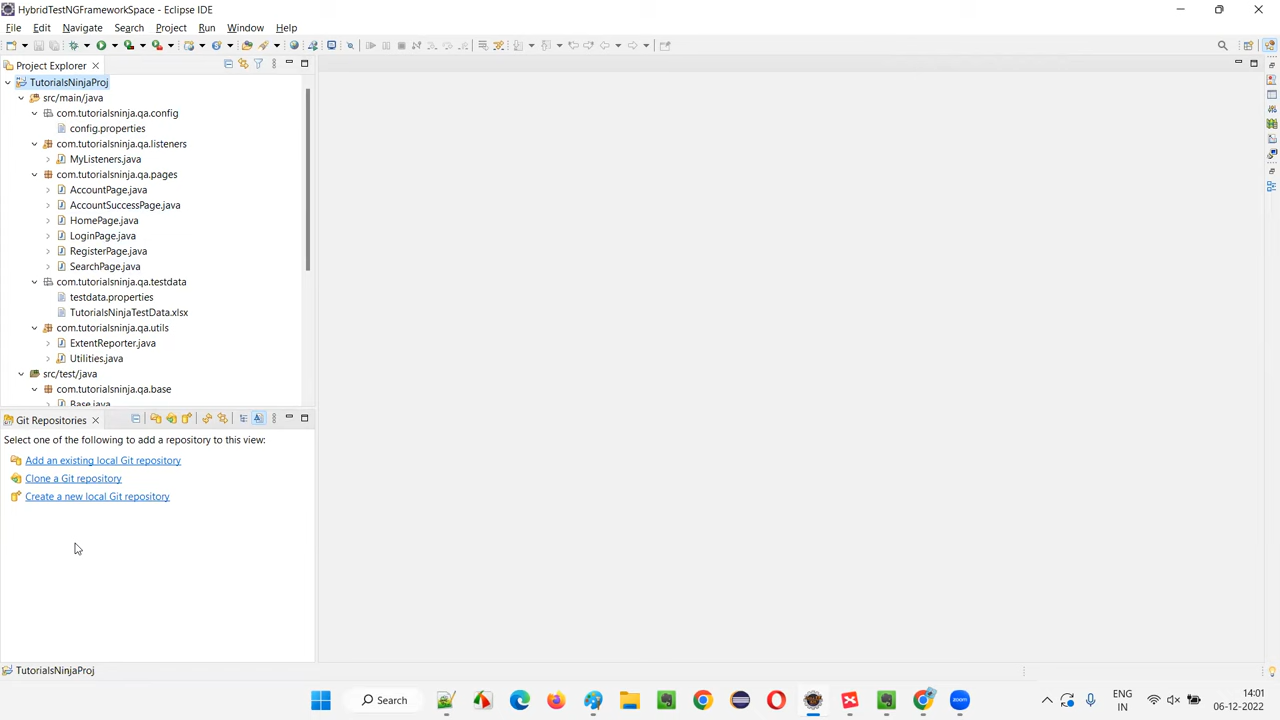 HybridTestNGFrameworkSpace - Eclipse IDE
File Edit Navigate Search Project Run Window Help
Project Explorer
TutorialsNinjaProj
src/main/java
com.tutorialsninja.qa.config
config.properties
com.tutorialsninja.qa.listeners
MyListeners.java
com.tutorialsninja.qa.pages
AccountPage.java
AccountSuccessPage.java
HomePage.java
LoginPage.java
RegisterPage.java
SearchPage.java
com.tutorialsninja.qa.testdata
testdata.properties
TutorialsNinjaTestData.xlsx
com.tutorialsninja.qa.utils
ExtentReporter.java
Utilities.java
src/test/java
com.tutorialsninja.qa.base
Base.java
Git Repositories
Select one of the following to add a repository to this view:
Add an existing local Git repository
Clone a Git repository
Create a new local Git repository
TutorialsNinjaProj
Search
zoom
ENG
IN
14:01
06-12-2022